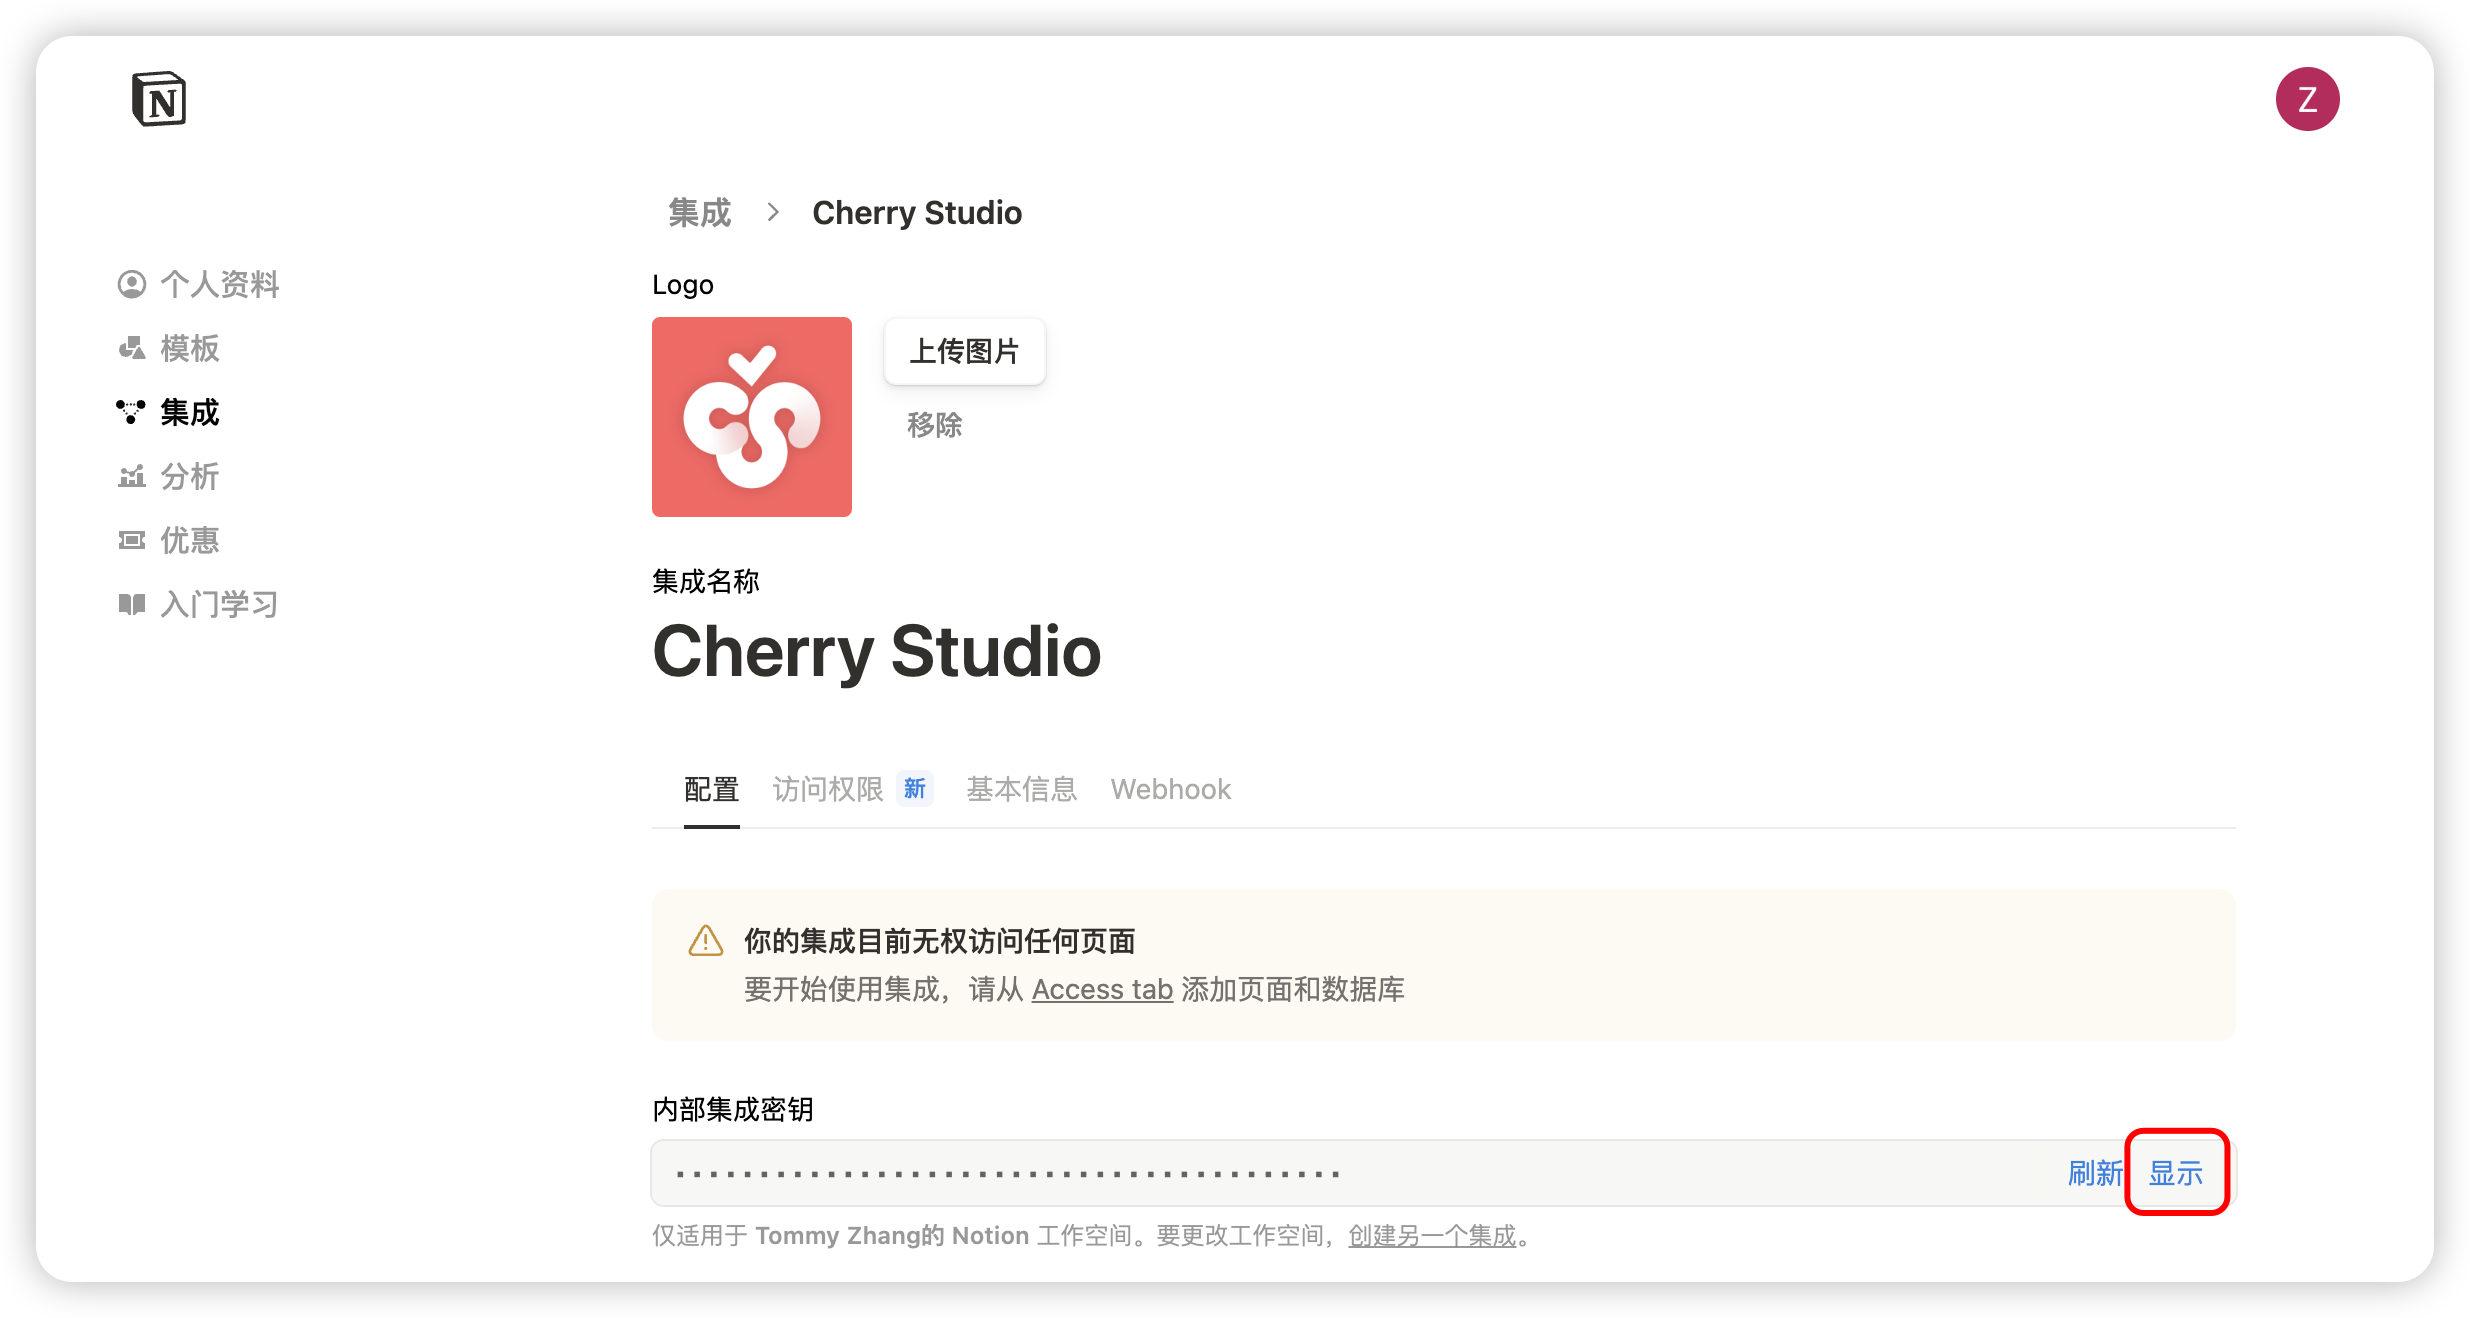 N
Z
集成 > Cherry Studio
个人资料
模板
集成
分析
优惠
入门学习
Logo
上传图片
移除
集成名称
Cherry Studio
配置 访问权限 新 基本信息 Webhook
你的集成目前无权访问任何页面
要开始使用集成，请从 Access tab 添加页面和数据库
内部集成密钥
刷新 显示
仅适用于 Tommy Zhang的 Notion 工作空间。要更改工作空间，创建另一个集成。